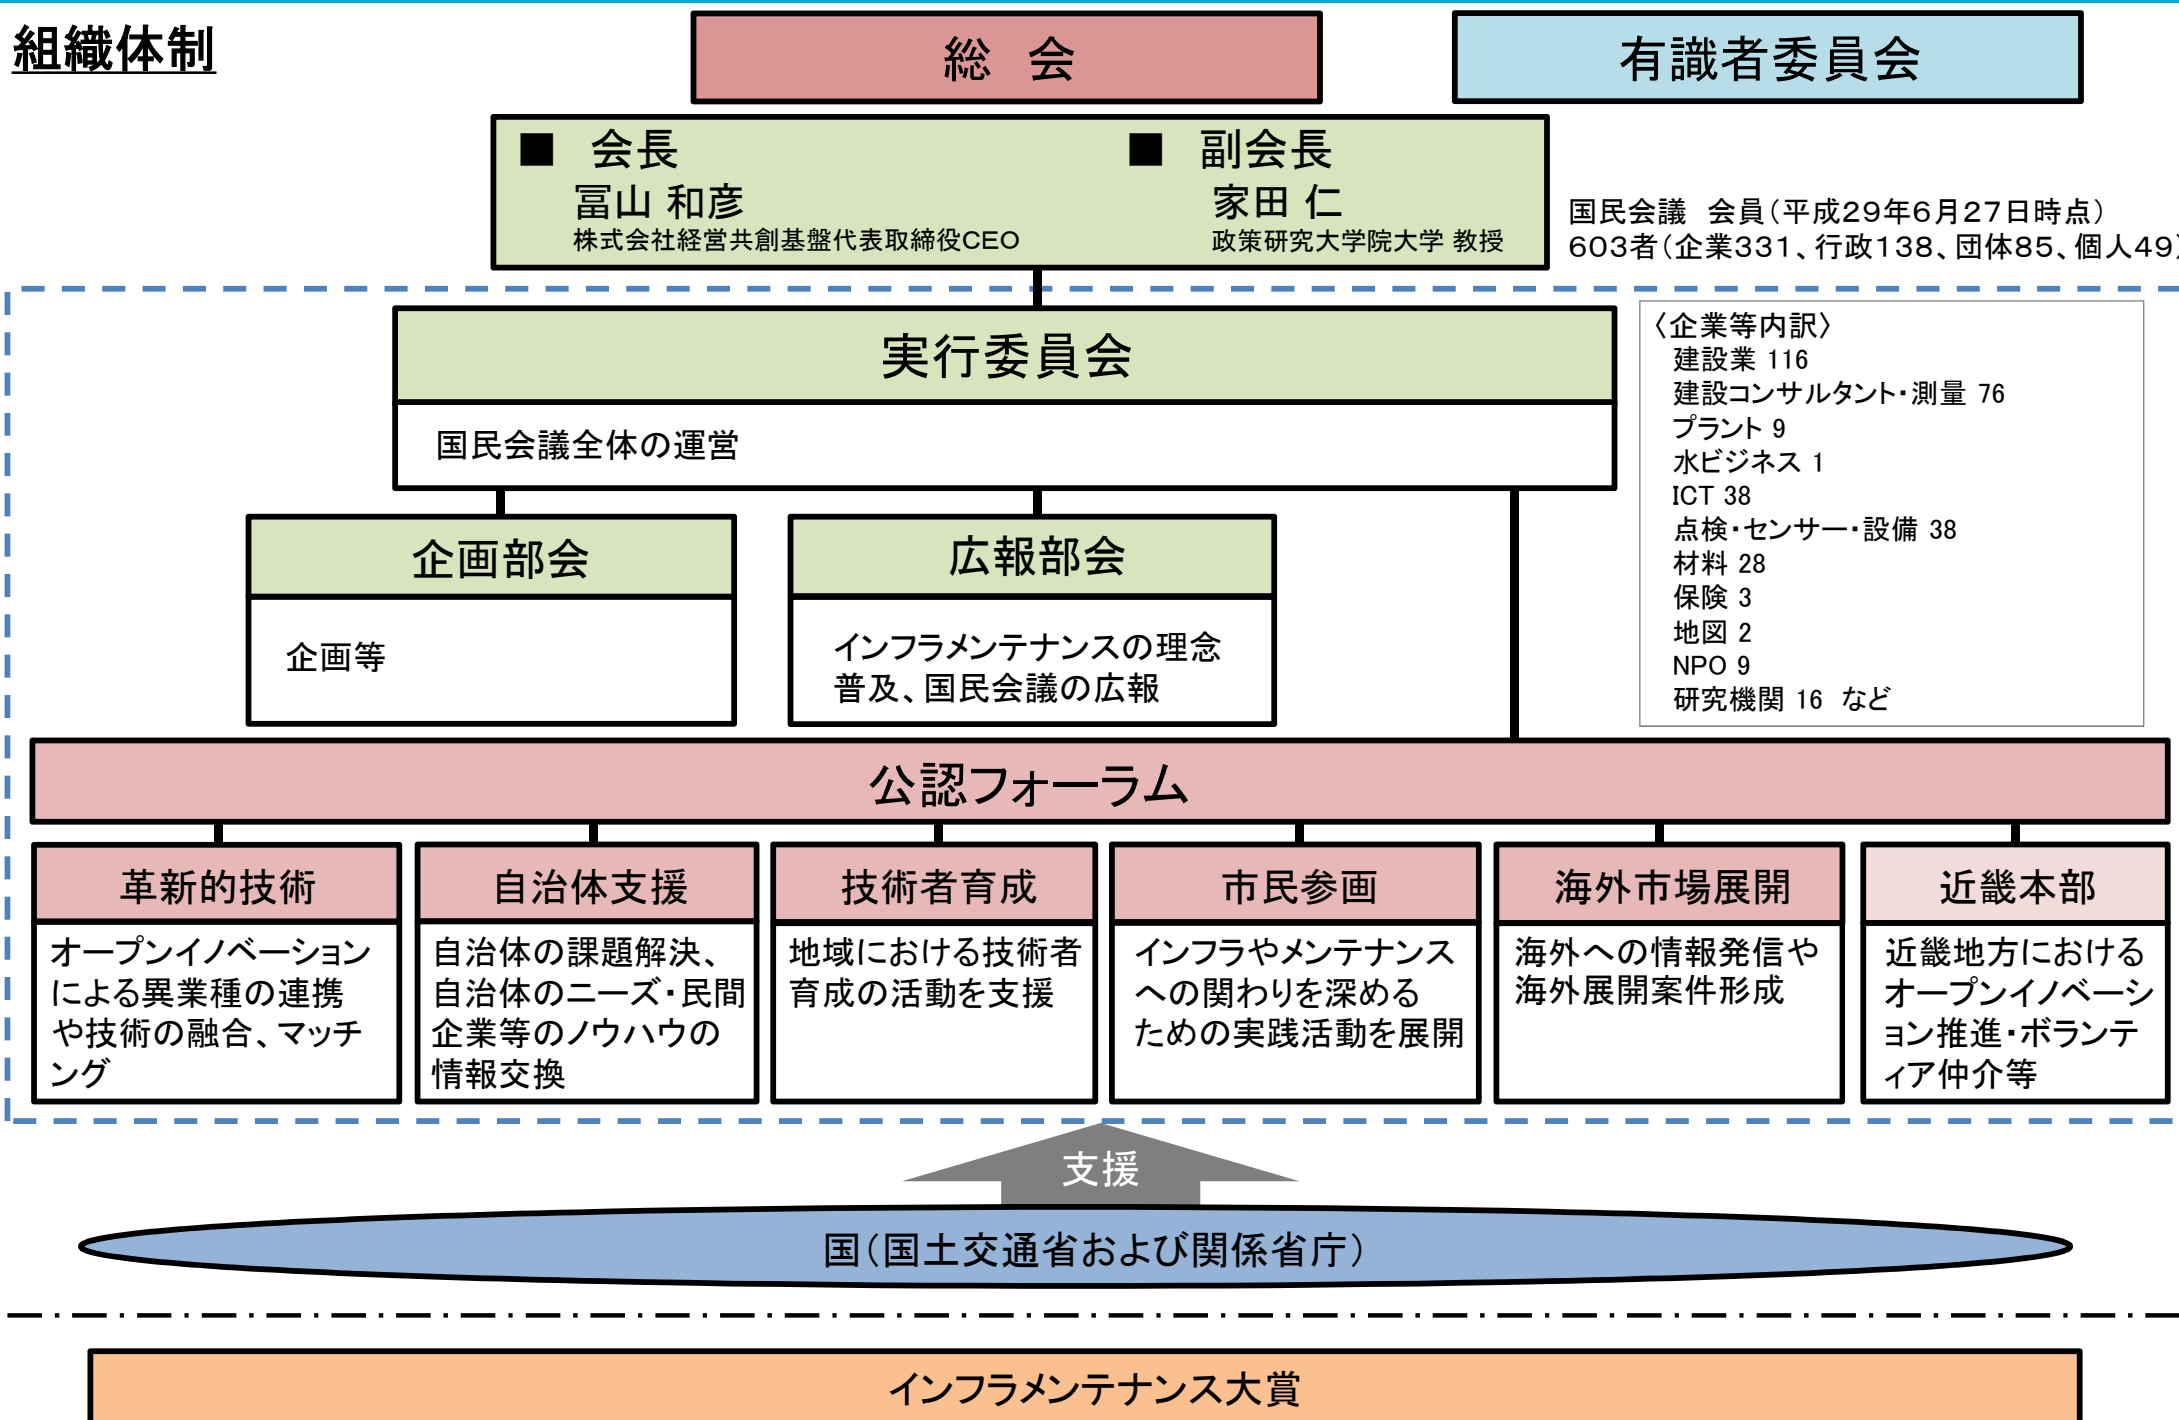 組織体制
総　会
有識者委員会
■　会長
冨山 和彦
株式会社経営共創基盤代表取締役CEO
■　副会長
家田 仁
政策研究大学院大学 教授
国民会議　会員（平成29年6月27日時点）
603者（企業331、行政138、団体85、個人49）
実行委員会
国民会議全体の運営
〈企業等内訳〉
建設業 116
建設コンサルタント・測量 76
プラント 9
水ビジネス 1
ICT 38
点検・センサー・設備 38
材料 28
保険 3
地図 2
NPO 9
研究機関 16 など
企画部会
企画等
広報部会
インフラメンテナンスの理念
普及、国民会議の広報
公認フォーラム
革新的技術
オープンイノベーション
による異業種の連携
や技術の融合、マッチ
ング
自治体支援
自治体の課題解決、
自治体のニーズ・民間
企業等のノウハウの
情報交換
技術者育成
地域における技術者
育成の活動を支援
市民参画
インフラやメンテナンス
への関わりを深める
ための実践活動を展開
海外市場展開
海外への情報発信や
海外展開案件形成
近畿本部
近畿地方における
オープンイノベーシ
ョン推進・ボランテ
ィア仲介等
支援
国（国土交通省および関係省庁）
インフラメンテナンス大賞